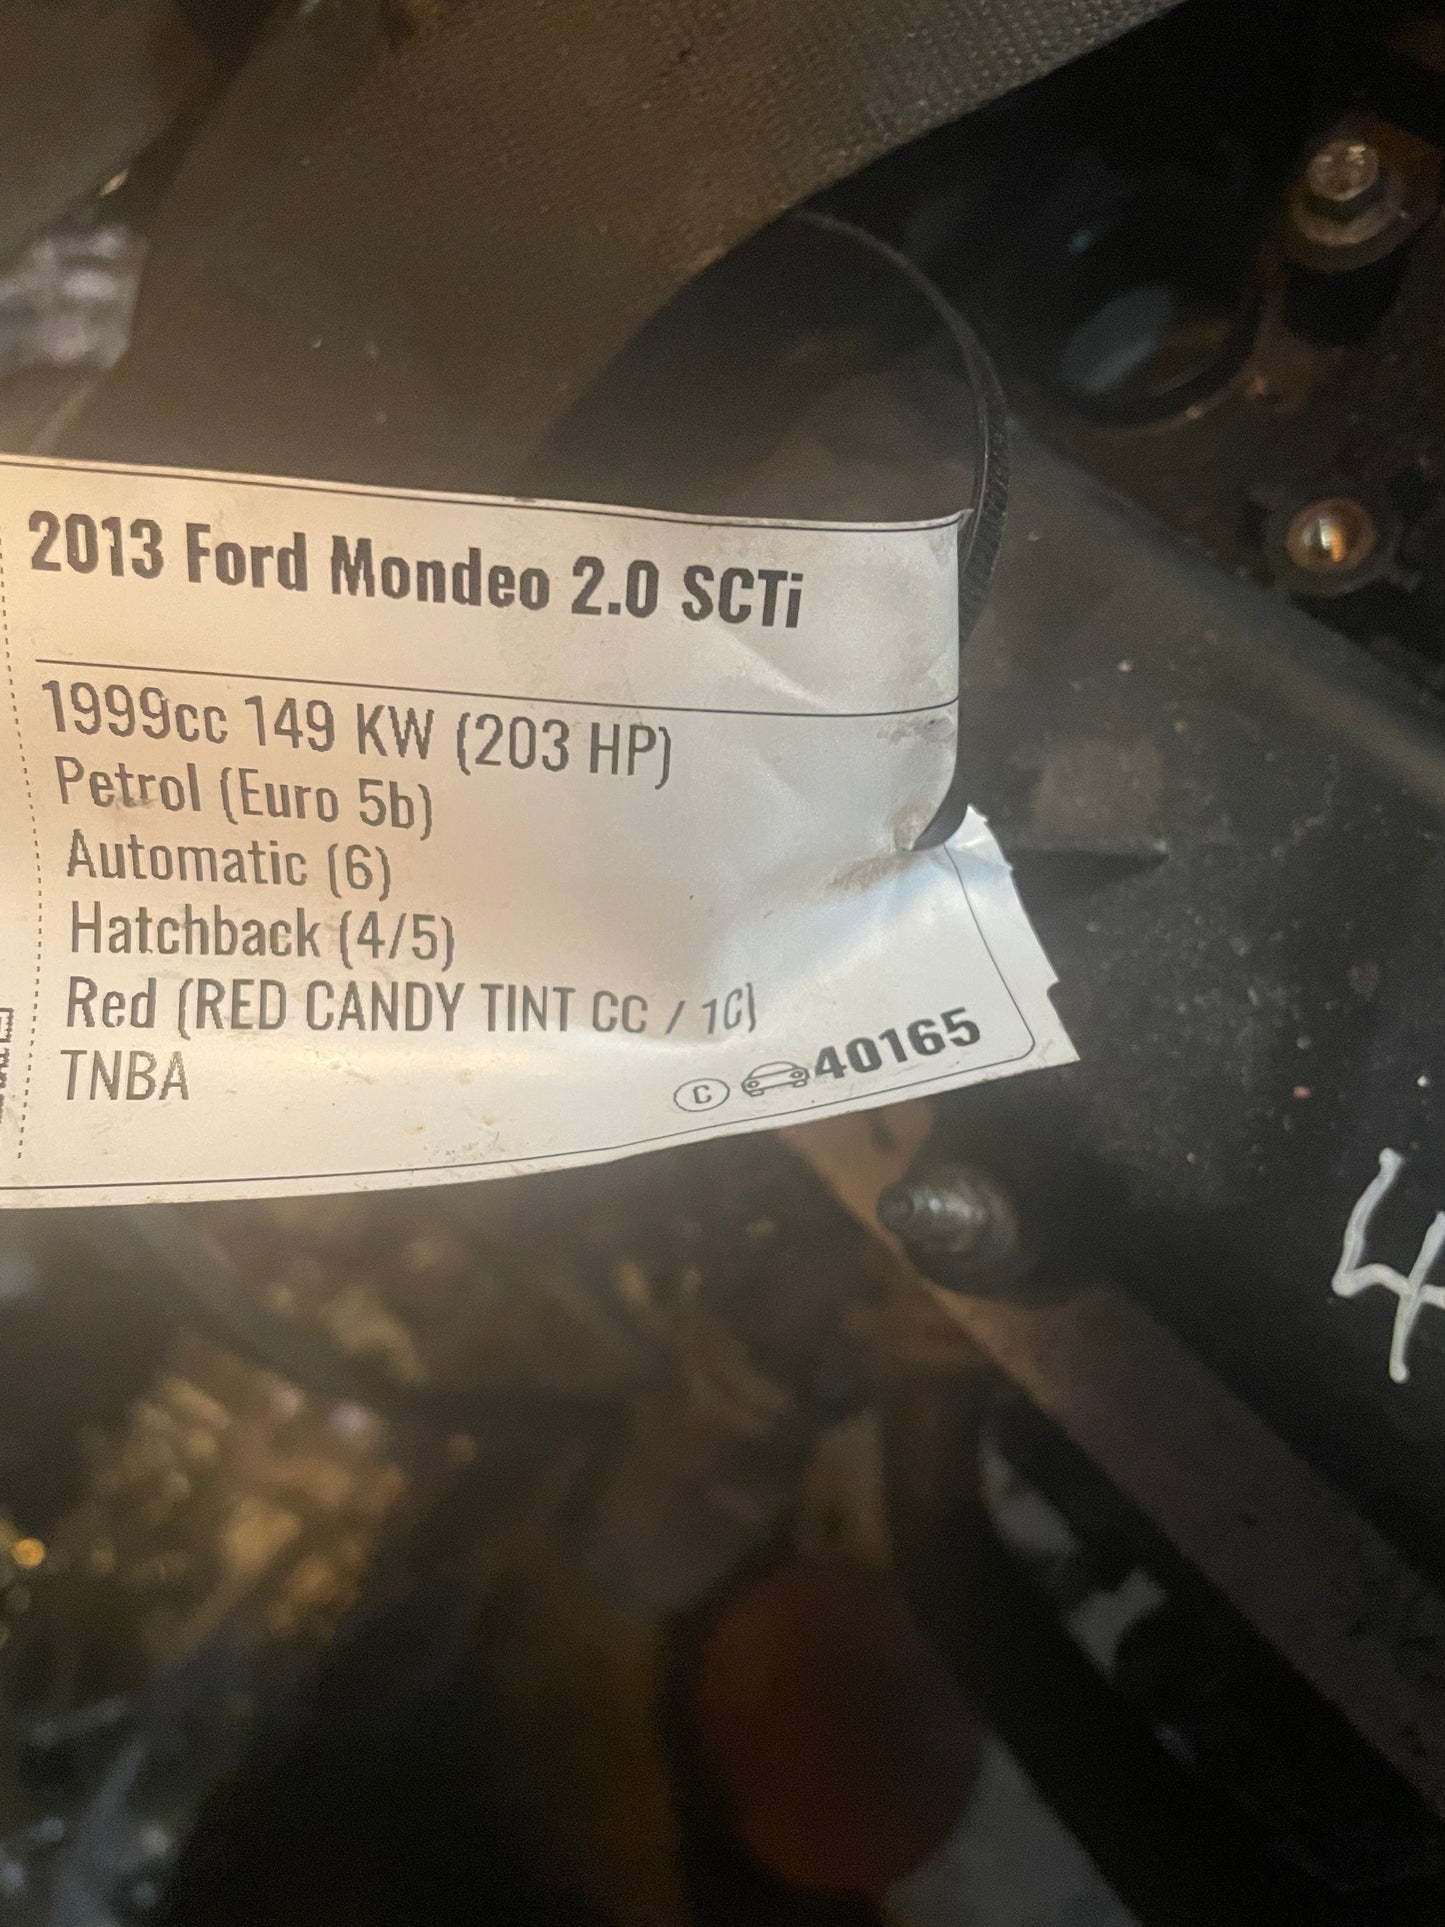 2013 Ford Mondeo 2.0 SCTi
1999cc 149 KW (203 HP)
Petrol (Euro 5b)
Automatic (6)
Hatchback (4/5)
Red (RED CANDY TINT CC / 1C)
TNBA
C 40165
4